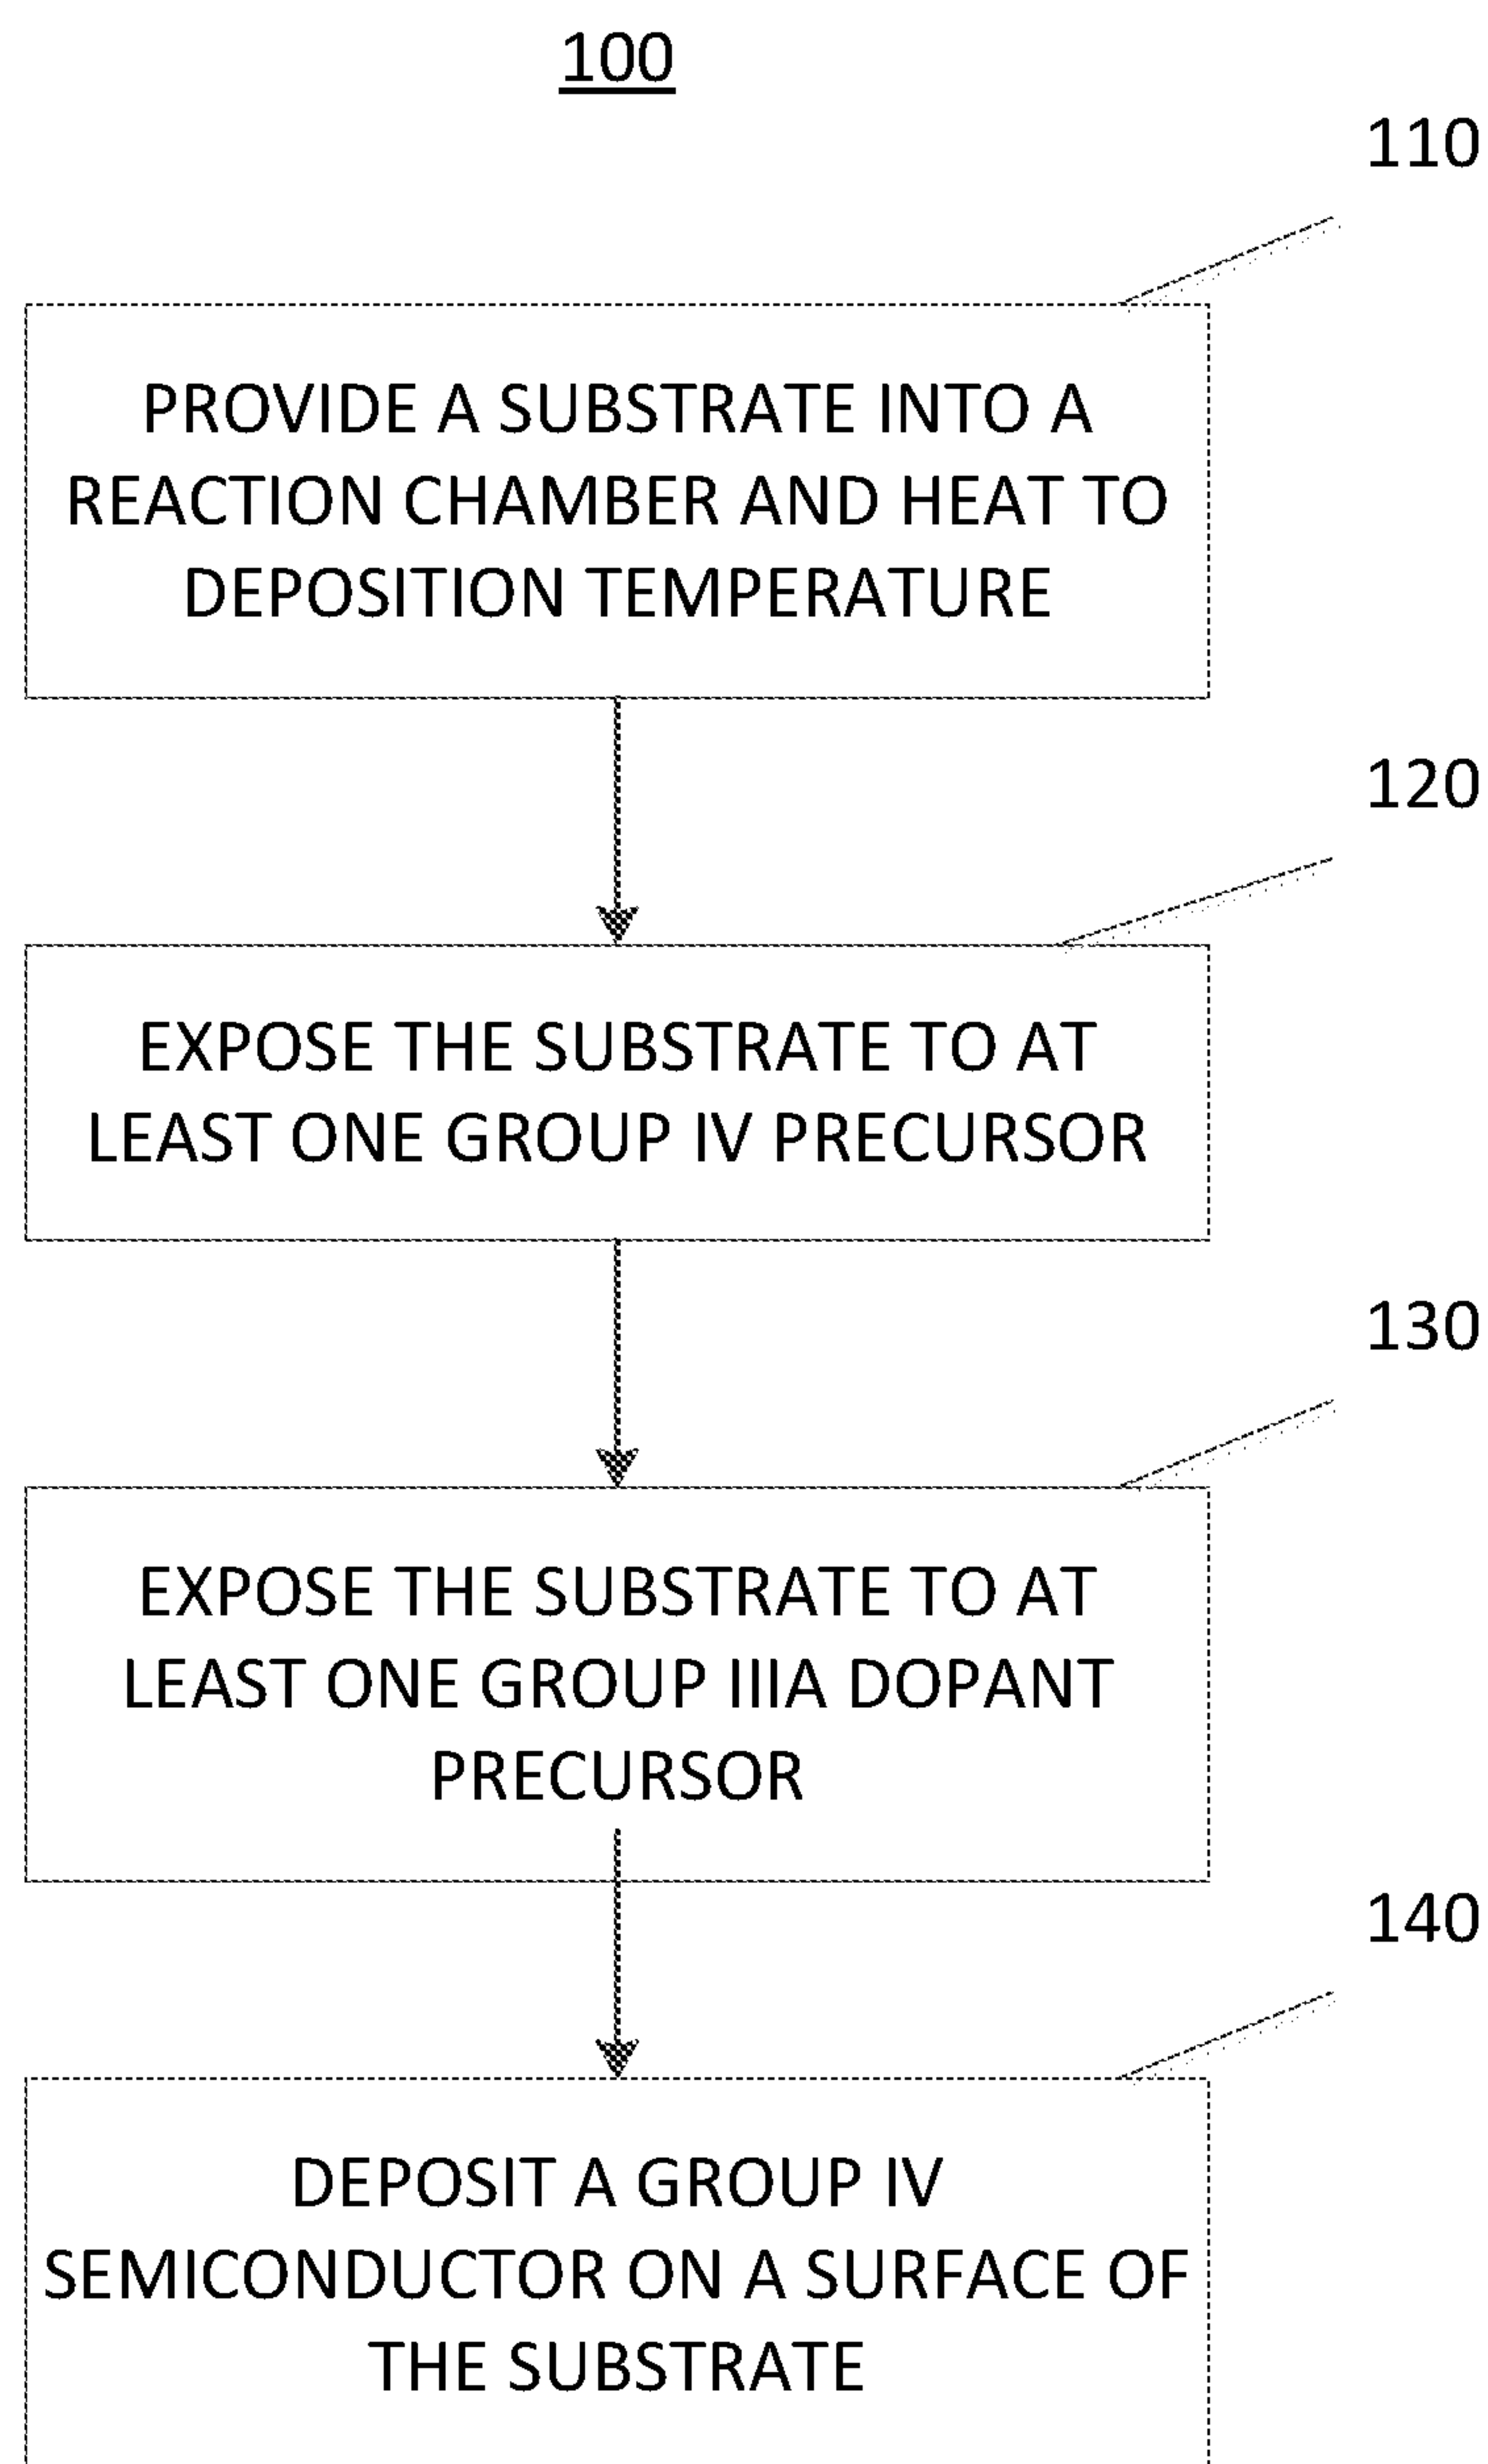 100
110
PROVIDE A SUBSTRATE INTO A
REACTION CHAMBER AND HEAT TO
DEPOSITION TEMPERATURE
120
EXPOSE THE SUBSTRATE TO AT
LEAST ONE GROUP IV PRECURSOR
130
EXPOSE THE SUBSTRATE TO AT
LEAST ONE GROUP IIIA DOPANT
PRECURSOR
140
DEPOSIT A GROUP IV
SEMICONDUCTOR ON A SURFACE OF
THE SUBSTRATE